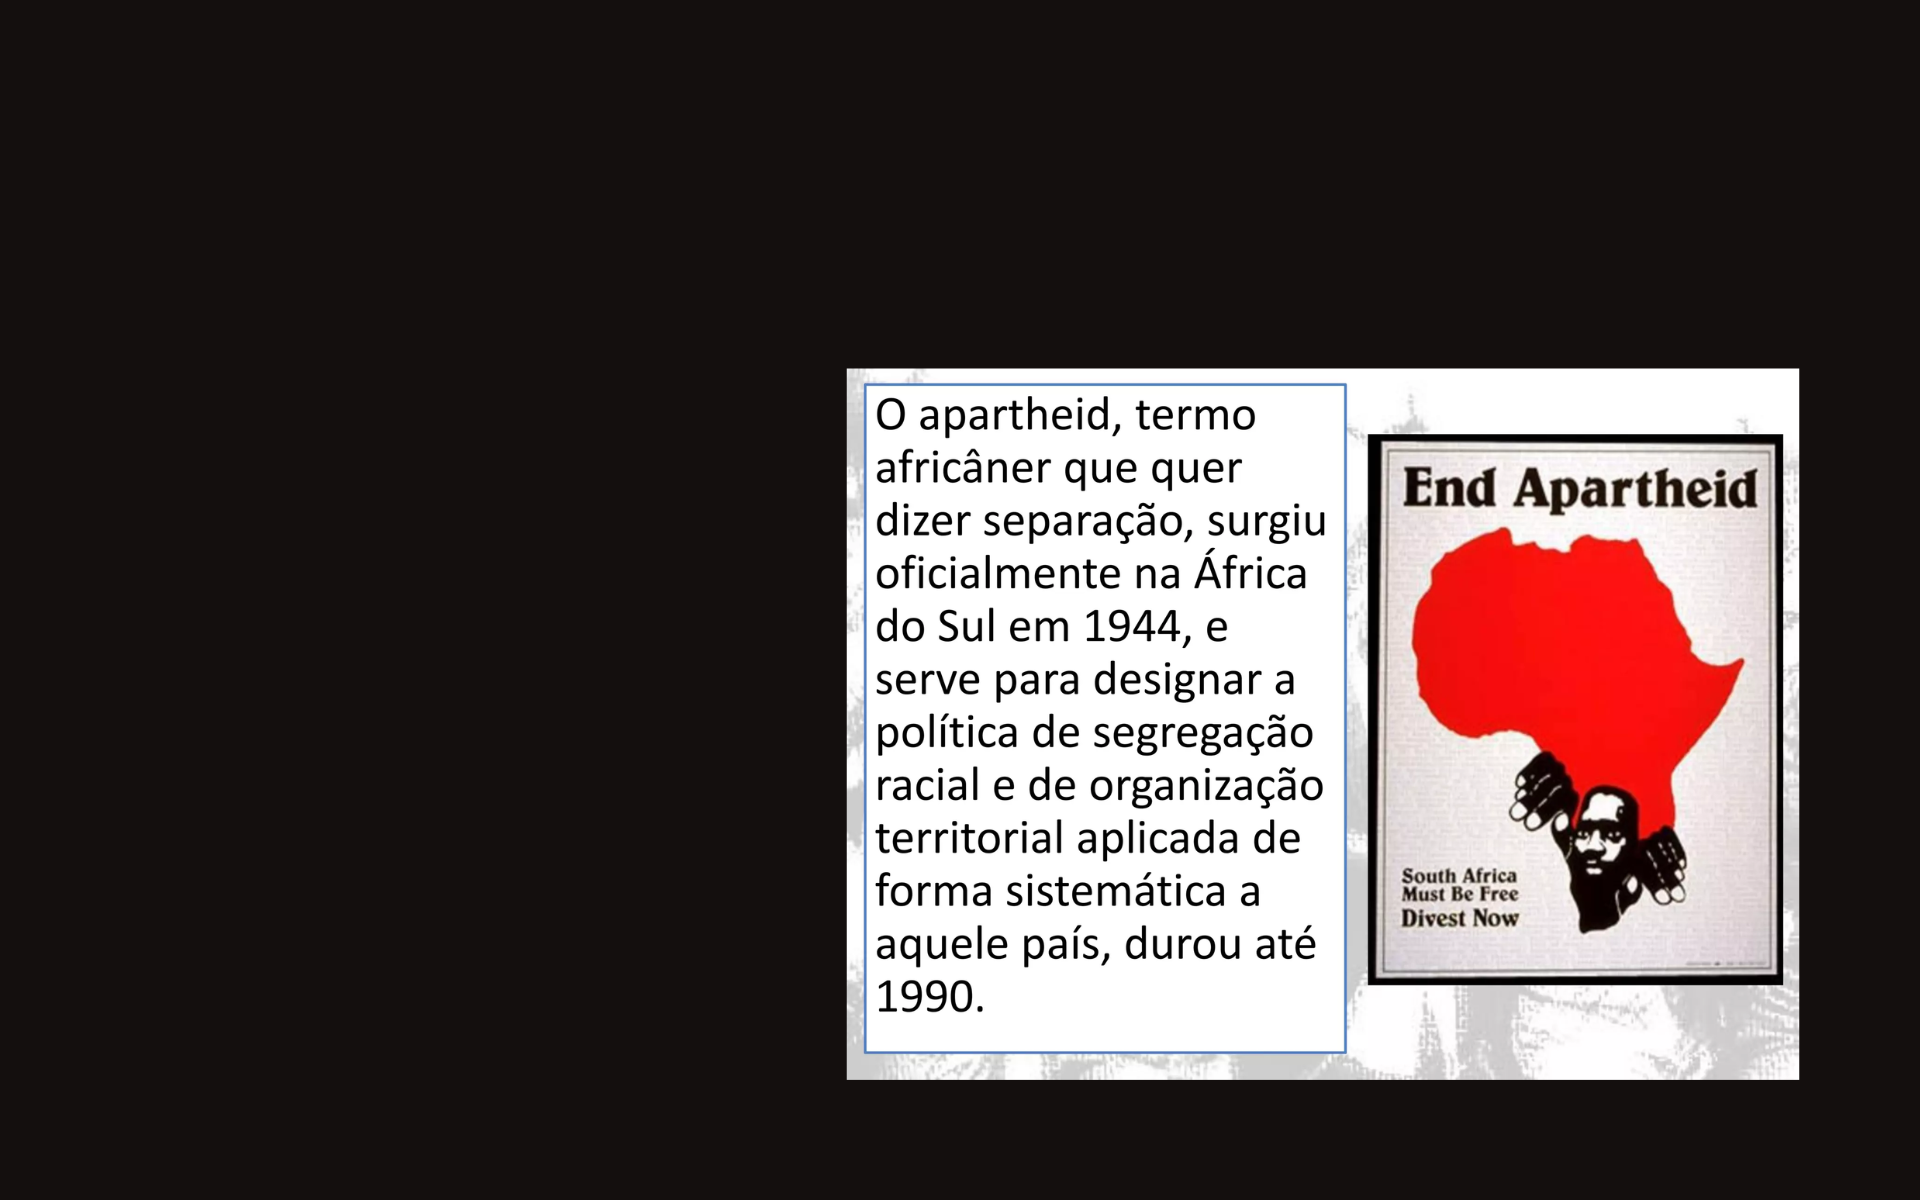 O apartheid, termo
africâner que quer
dizer separação, surgiu
oficialmente na África
do Sul em 1944, e
serve para designar a
política de segregação
racial e de organização
territorial aplicada de
forma sistemática a
aquele país, durou até
1990.
End Apartheid
South Africa
Must Be Free
Divest Now